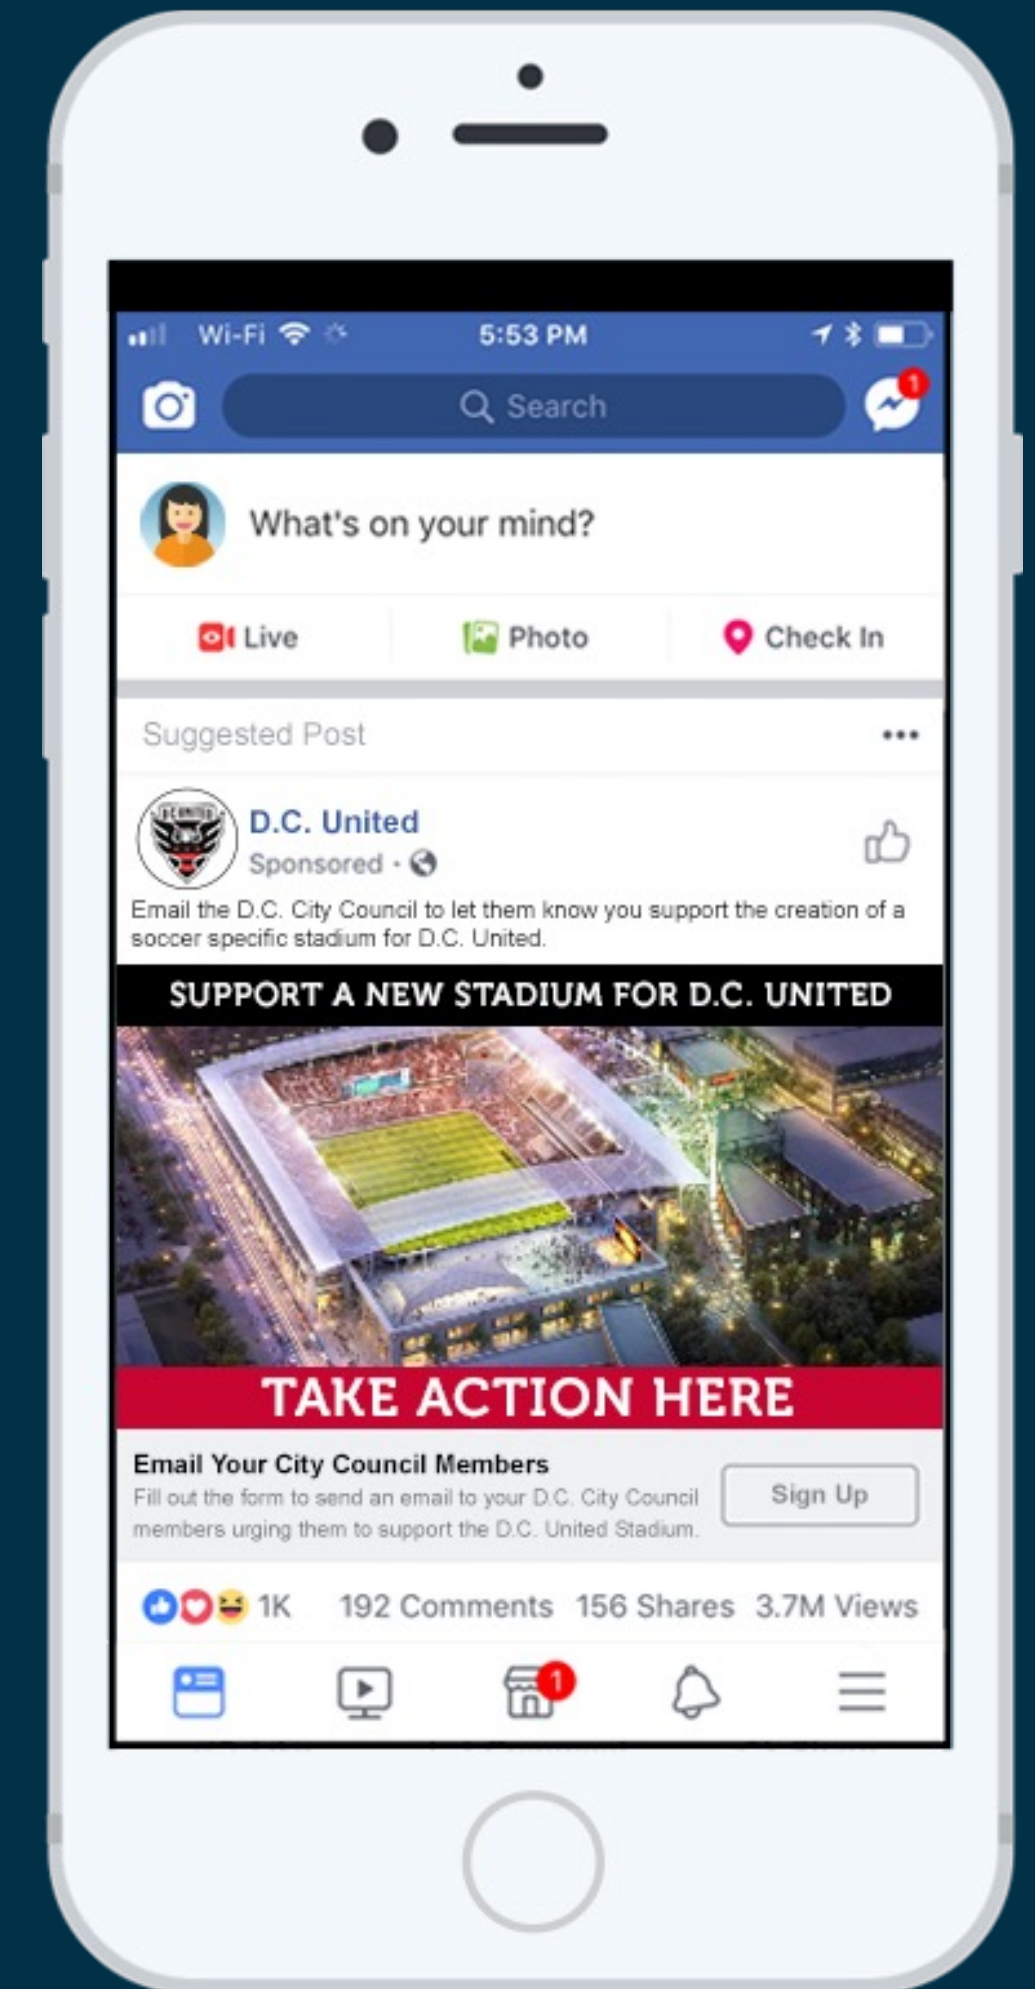 Wi-Fi 5:53 PM
Search 1
What's on your mind?
Live Photo Check In
Suggested Post
D.C. UNITED
D.C. United
Sponsored ·
Email the D.C. City Council to let them know you support the creation of a
soccer specific stadium for D.C. United.
SUPPORT A NEW STADIUM FOR D.C. UNITED
TAKE ACTION HERE
Email Your City Council Members
Fill out the form to send an email to your D.C. City Council
members urging them to support the D.C. United Stadium.
Sign Up
1K 192 Comments 156 Shares 3.7M Views
1